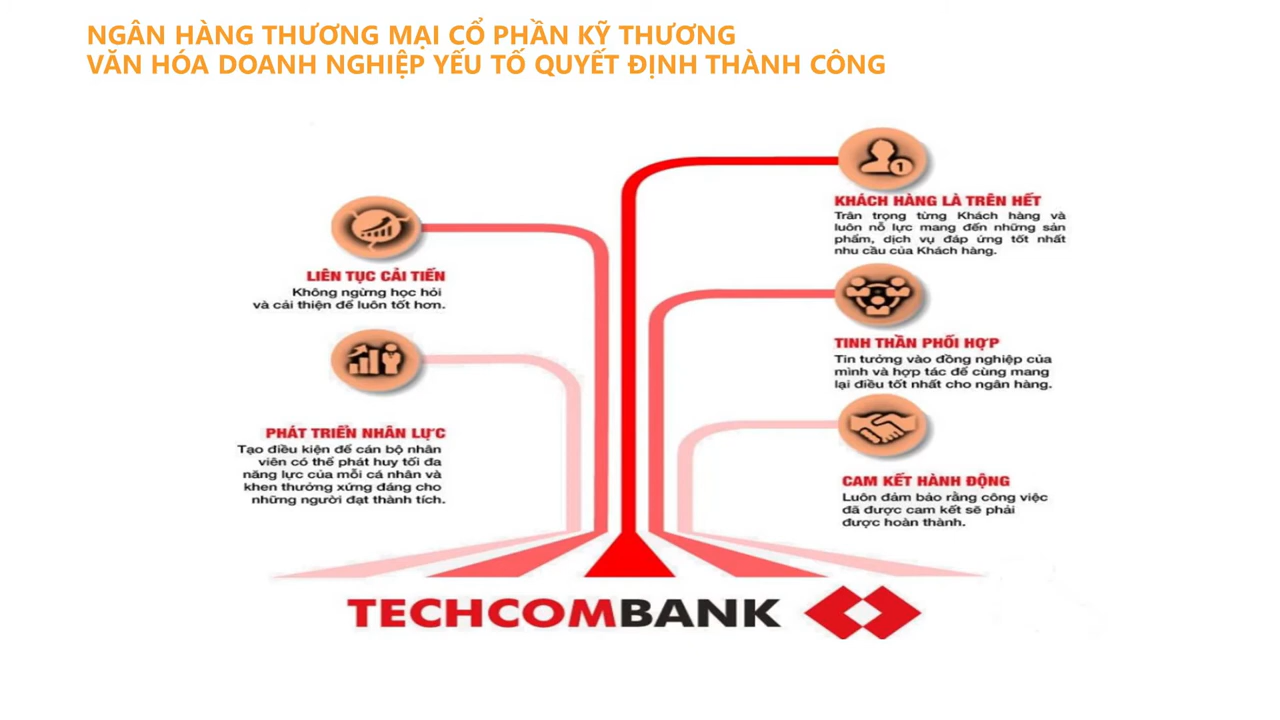 NGÂN HÀNG THƯƠNG MẠI CỔ PHẦN KỸ THƯƠNG
VĂN HÓA DOANH NGHIỆP YẾU TỐ QUYẾT ĐỊNH THÀNH CÔNG
1
KHÁCH HÀNG LÀ TRÊN HẾT
Trân trọng từng Khách hàng và
luôn nỗ lực mang đến những sản
phẩm, dịch vụ đáp ứng tốt nhất
nhu cầu của Khách hàng.
LIÊN TỤC CẢI TIẾN
Không ngừng học hỏi
và cải thiện để luôn tốt hơn.
TINH THẦN PHỐI HỢP
Tin tưởng vào đồng nghiệp của
mình và hợp tác để cùng mang
lại điều tốt nhất cho ngân hàng.
PHÁT TRIỂN NHÂN LỰC
Tạo điều kiện để cán bộ nhân
viên có thể phát huy tối đa
năng lực của mỗi cá nhân và
khen thưởng xứng đáng cho
những người đạt thành tích.
CAM KẾT HÀNH ĐỘNG
Luôn đảm bảo rằng công việc
đã được cam kết sẽ phải
được hoàn thành.
TECHCOMBANK